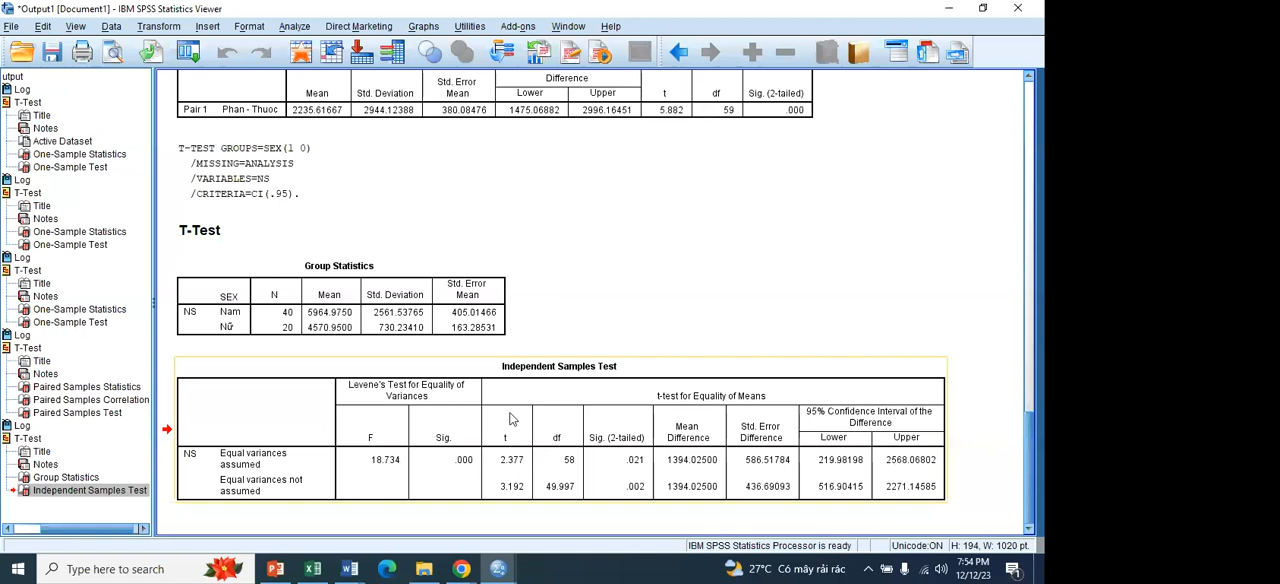 *Output1 [Document1] - IBM SPSS Statistics Viewer
File Edit View Data Transform Insert Format Analyze Direct Marketing Graphs Utilities Add-ons Window Help
utput
Log
T-Test
Title
Notes
Active Dataset
One-Sample Statistics
One-Sample Test
Log
T-Test
Title
Notes
One-Sample Statistics
One-Sample Test
Log
T-Test
Title
Notes
One-Sample Statistics
One-Sample Test
Log
T-Test
Title
Notes
Paired Samples Statistics
Paired Samples Correlation
Paired Samples Test
Log
T-Test
Title
Notes
Group Statistics
Independent Samples Test
Difference
Mean Std. Deviation Std. Error Mean Lower Upper t df Sig. (2-tailed)
Pair 1 Phan - Thuoc 2235.61667 2944.12388 380.08476 1475.06882 2996.16451 5.882 59 .000
T-TEST GROUPS=SEX(1 0)
/MISSING=ANALYSIS
/VARIABLES=NS
/CRITERIA=CI(.95).
T-Test
Group Statistics
SEX N Mean Std. Deviation Std. Error Mean
NS Nam 40 5964.9750 2561.53765 405.01466
Nữ 20 4570.9500 730.23410 163.28531
Independent Samples Test
Levene's Test for Equality of Variances t-test for Equality of Means
95% Confidence Interval of the Difference
F Sig. t df Sig. (2-tailed) Mean Difference Std. Error Difference Lower Upper
NS Equal variances assumed 18.734 .000 2.377 58 .021 1394.02500 586.51784 219.98198 2568.06802
Equal variances not assumed 3.192 49.997 .002 1394.02500 436.69093 516.90415 2271.14585
IBM SPSS Statistics Processor is ready Unicode:ON H: 194, W: 1020 pt.
Type here to search
27°C Có mây rải rác
7:54 PM
12/12/23